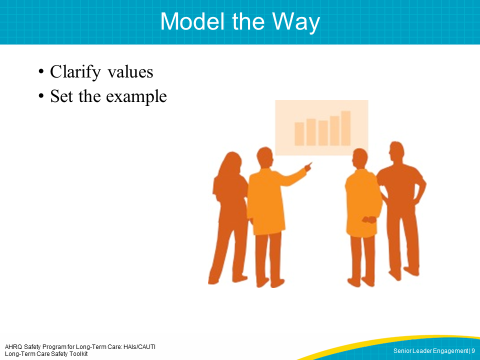 Model the Way
• Clarify values
• Set the example
AHRQ Safety Program for Long-Term Care: HAIs/CAUTI
Long-Term Care Safety Toolkit
Senior Leader Engagement| 9